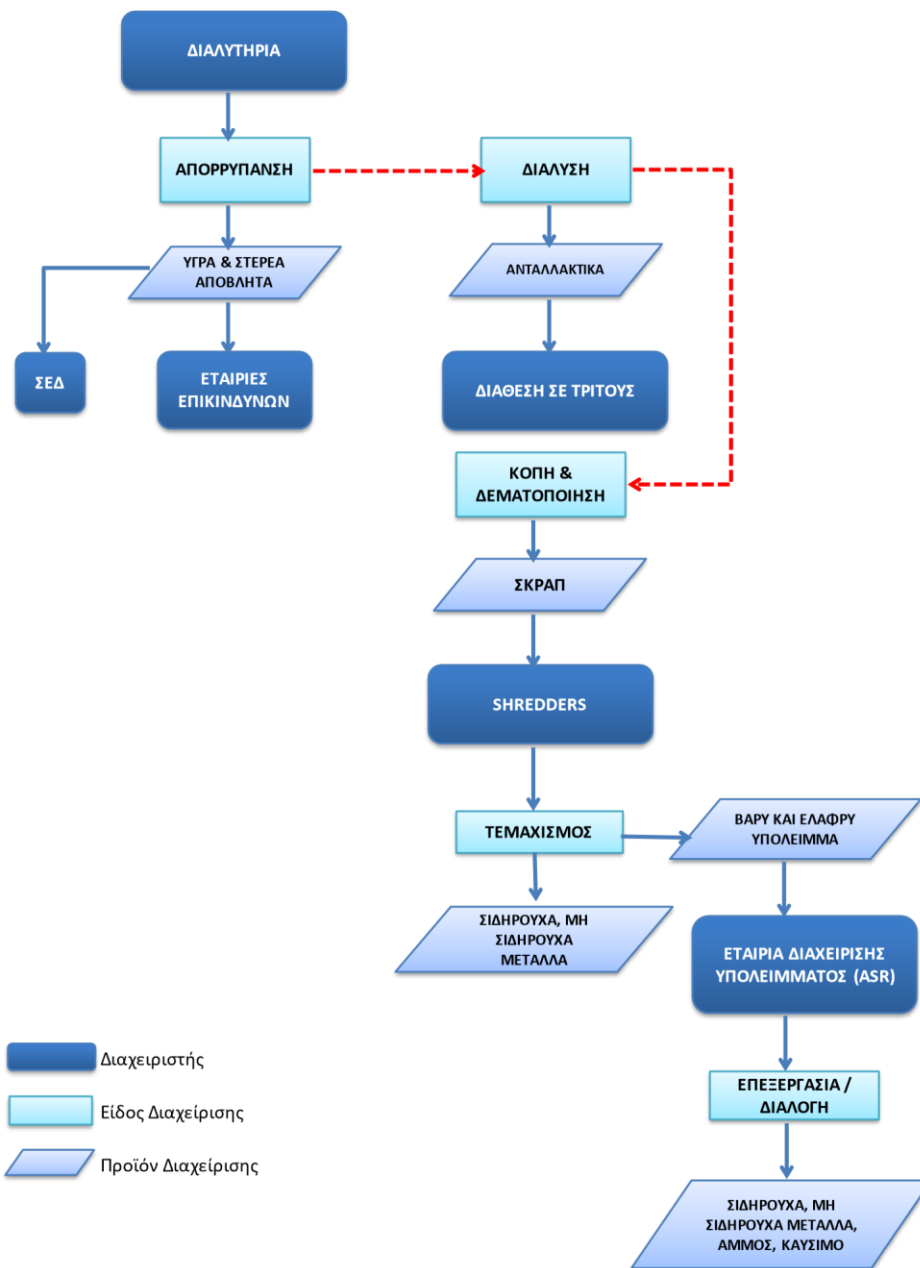 ΔΙΑΛΥΤΗΡΙΑ
ΑΠΟΡΡΥΠΑΝΣΗ
ΔΙΑΛΥΣΗ
ΥΓΡΑ & ΣΤΕΡΕΑ
ΑΠΟΒΛΗΤΑ
ΑΝΤΑΛΛΑΚΤΙΚΑ
ΣΕΔ
ΕΤΑΙΡΙΕΣ
ΕΠΙΚΙΝΔΥΝΩΝ
ΔΙΑΘΕΣΗ ΣΕ ΤΡΙΤΟΥΣ
ΚΟΠΗ &
ΔΕΜΑΤΟΠΟΙΗΣΗ
ΣΚΡΑΠ
SHREDDERS
ΤΕΜΑΧΙΣΜΟΣ
ΒΑΡΥ ΚΑΙ ΕΛΑΦΡΥ
ΥΠΟΛΕΙΜΜΑ
ΣΙΔΗΡΟΥΧΑ, ΜΗ
ΣΙΔΗΡΟΥΧΑ
ΜΕΤΑΛΛΑ
ΕΤΑΙΡΙΑ ΔΙΑΧΕΙΡΙΣΗΣ
ΥΠΟΛΕΙΜΜΑΤΟΣ (ASR)
ΕΠΕΞΕΡΓΑΣΙΑ /
ΔΙΑΛΟΓΗ
ΣΙΔΗΡΟΥΧΑ, ΜΗ
ΣΙΔΗΡΟΥΧΑ ΜΕΤΑΛΛΑ,
ΑΜΜΟΣ, ΚΑΥΣΙΜΟ
Διαχειριστής
Είδος Διαχείρισης
Προϊόν Διαχείρισης